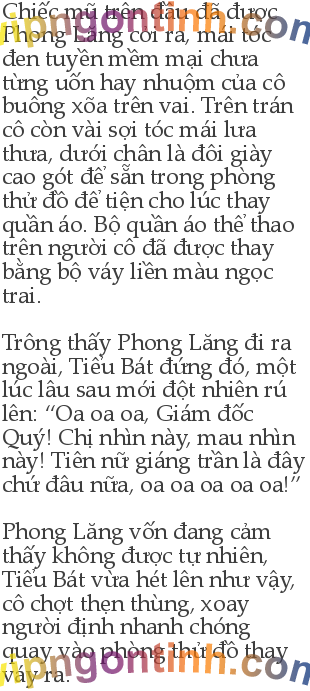 Chiếc mũ trên đầu đã được
Phong Lăng cởi ra, mái tóc
đen tuyền mềm mại chưa
từng uốn hay nhuộm của cô
buông xõa trên vai. Trên trán
cô còn vài sợi tóc mái lưa
thưa, dưới chân là đôi giày
cao gót để sẵn trong phòng
thử đồ để tiện cho lúc thay
quần áo. Bộ quần áo thể thao
trên người cô đã được thay
bằng bộ váy liền màu ngọc
trai.
Trông thấy Phong Lăng đi ra
ngoài, Tiểu Bát đứng đó, một
lúc lâu sau mới đột nhiên rú
lên: “Oa oa oa, Giám đốc
Quý! Chị nhìn này, mau nhìn
này! Tiên nữ giáng trần là đây
chứ đâu nữa, oa oa oa oa oa!”
Phong Lăng vốn đang cảm
thấy không được tự nhiên,
Tiểu Bát vừa hét lên như vậy,
cô chợt thẹn thùng, xoay
người định nhanh chóng
quay vào phòng thử đồ thay
váy ra.